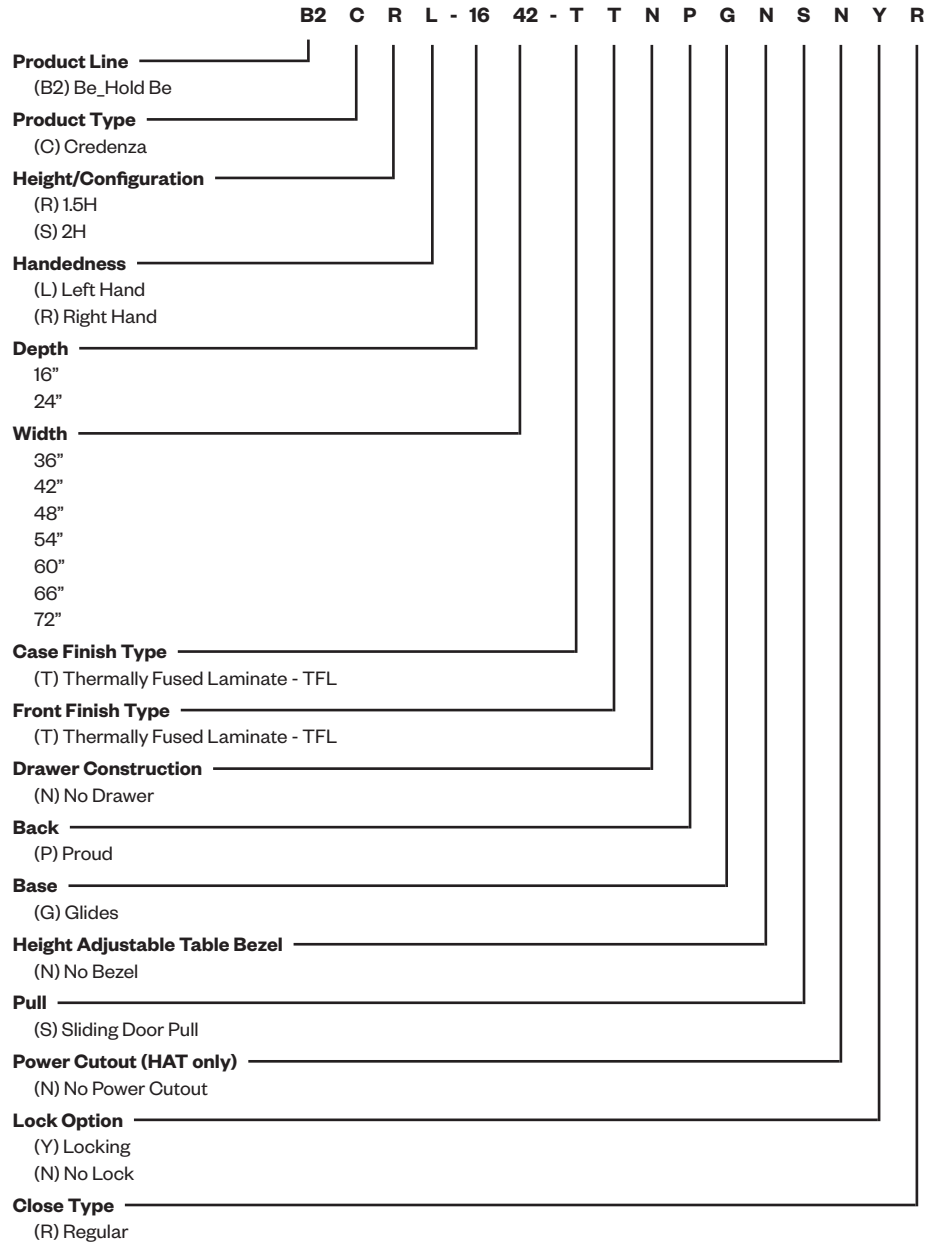 B2 C R L - 16 42 - T T N P G N S N Y R
Product Line
(B2) Be_Hold Be
Product Type
(C) Credenza
Height/Configuration
(R) 1.5H
(S) 2H
Handedness
(L) Left Hand
(R) Right Hand
Depth
16”
24”
Width
36”
42”
48”
54”
60”
66”
72”
Case Finish Type
(T) Thermally Fused Laminate - TFL
Front Finish Type
(T) Thermally Fused Laminate - TFL
Drawer Construction
(N) No Drawer
Back
(P) Proud
Base
(G) Glides
Height Adjustable Table Bezel
(N) No Bezel
Pull
(S) Sliding Door Pull
Power Cutout (HAT only)
(N) No Power Cutout
Lock Option
(Y) Locking
(N) No Lock
Close Type
(R) Regular